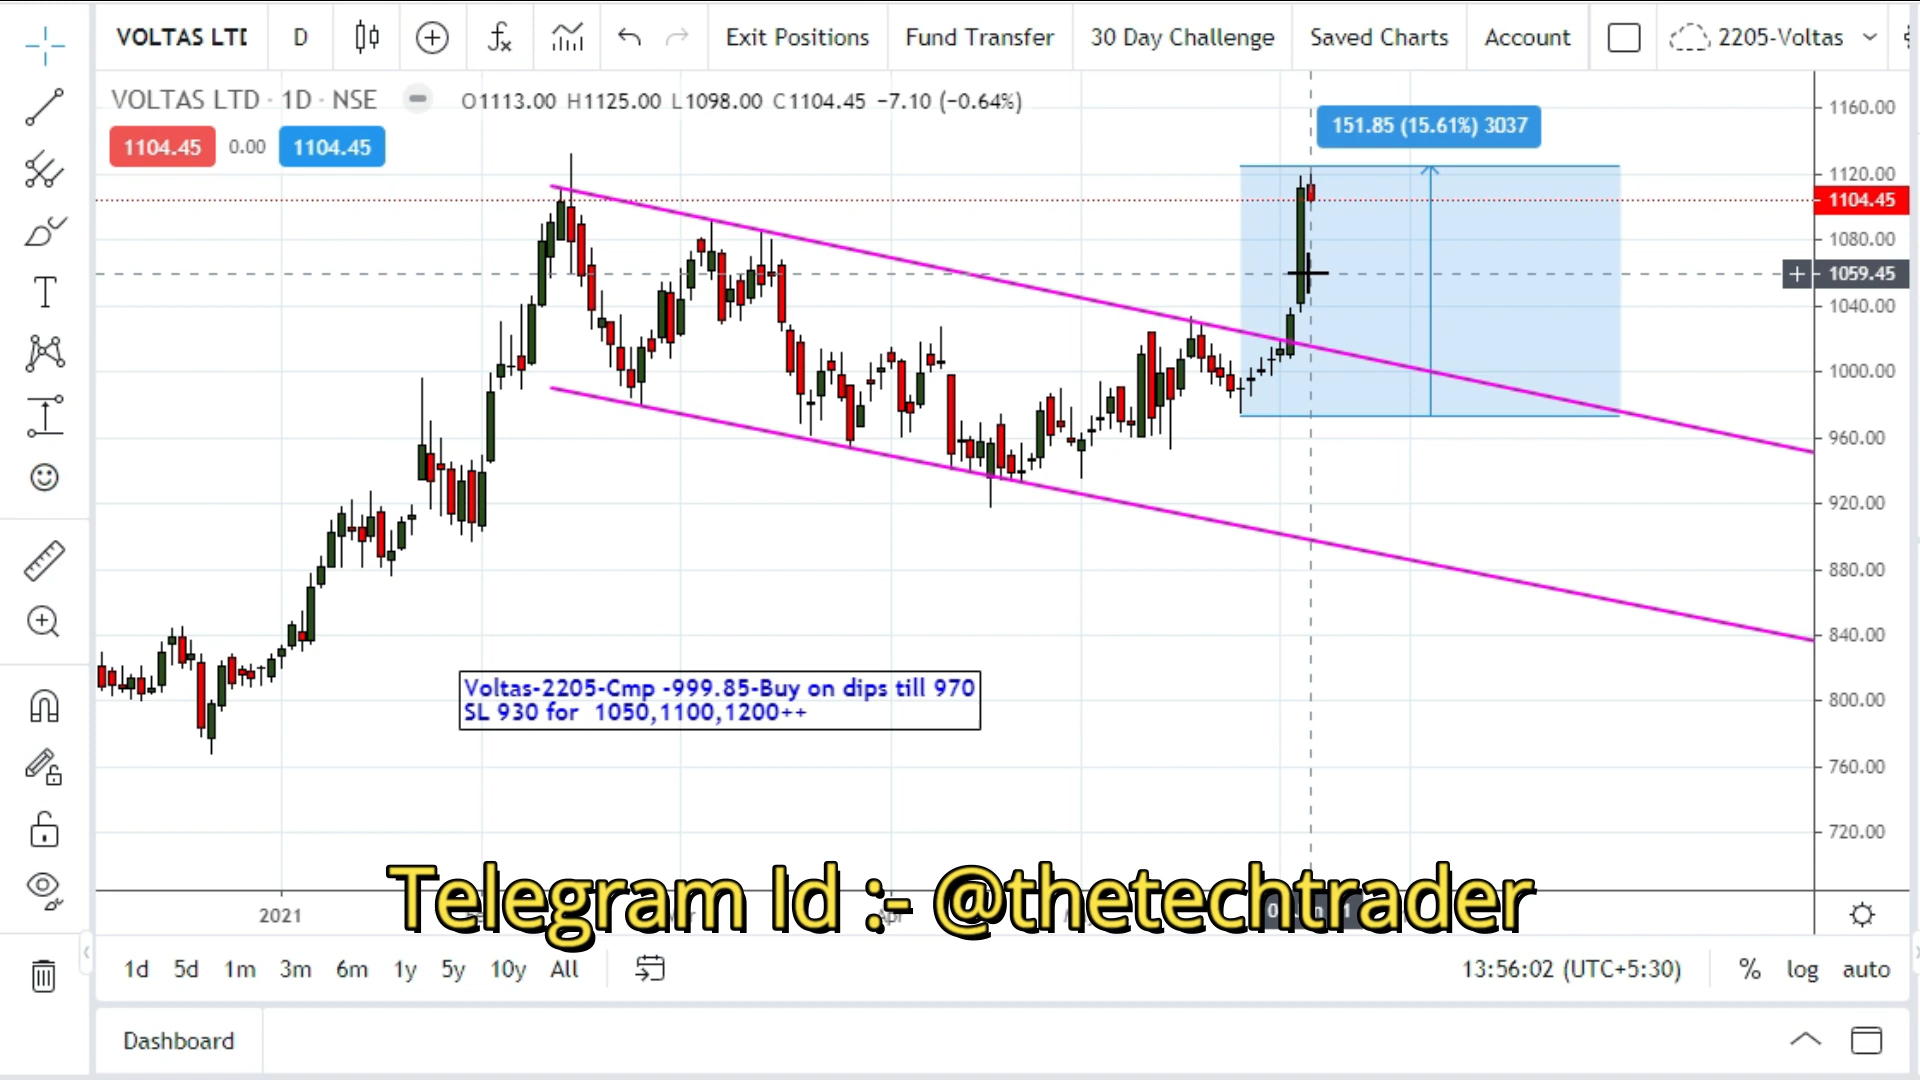 VOLTAS LTD
D
Exit Positions
Fund Transfer
30 Day Challenge
Saved Charts
Account
2205-Voltas
VOLTAS LTD · 1D · NSE
O1113.00 H1125.00 L1098.00 C1104.45 −7.10 (−0.64%)
1104.45
0.00
1104.45
151.85 (15.61%) 3037
1160.00
1120.00
1104.45
1080.00
1059.45
1040.00
1000.00
960.00
920.00
880.00
840.00
800.00
760.00
720.00
Voltas-2205-Cmp -999.85-Buy on dips till 970
SL 930 for 1050,1100,1200++
Telegram Id :- @thetechtrader
2021
1d 5d 1m 3m 6m 1y 5y 10y All
13:56:02 (UTC+5:30)
% log auto
Dashboard